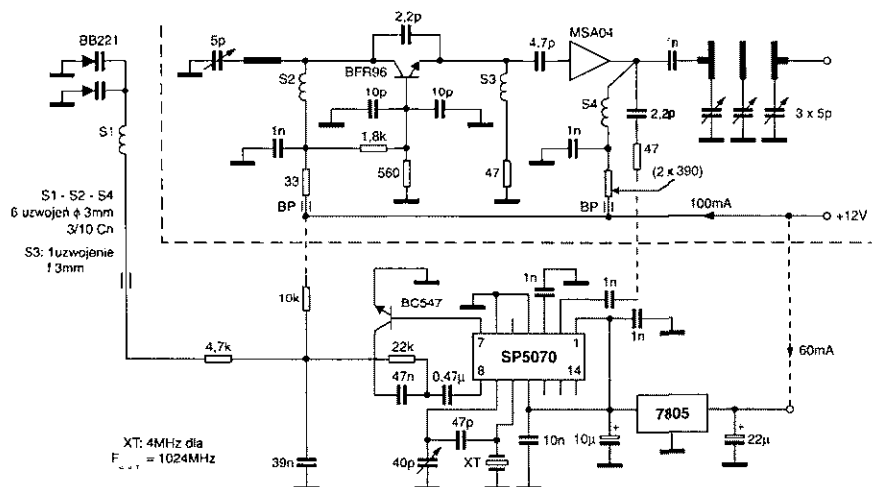 BB221
5p
S2
2,2p
BFR96
10p
10p
S3
4,7p
MSA04
1n
S4
2,2p
3 x 5p
S1
1n
1,8k
560
47
1n
47
(2 x 390)
33
BP
BP
100mA
+12V
S1 - S2 - S4
6 uzwojeń ϕ 3mm
3/10 Cn
S3: 1uzwojenie
f 3mm
10k
BC547
1n
1n
1n
7
1
SP5070
8
14
4,7k
22k
47n
0,47µ
60mA
7805
47p
40p
XT
10n
10µ
+
22µ
+
39n
XT: 4MHz dla
= 1024MHz